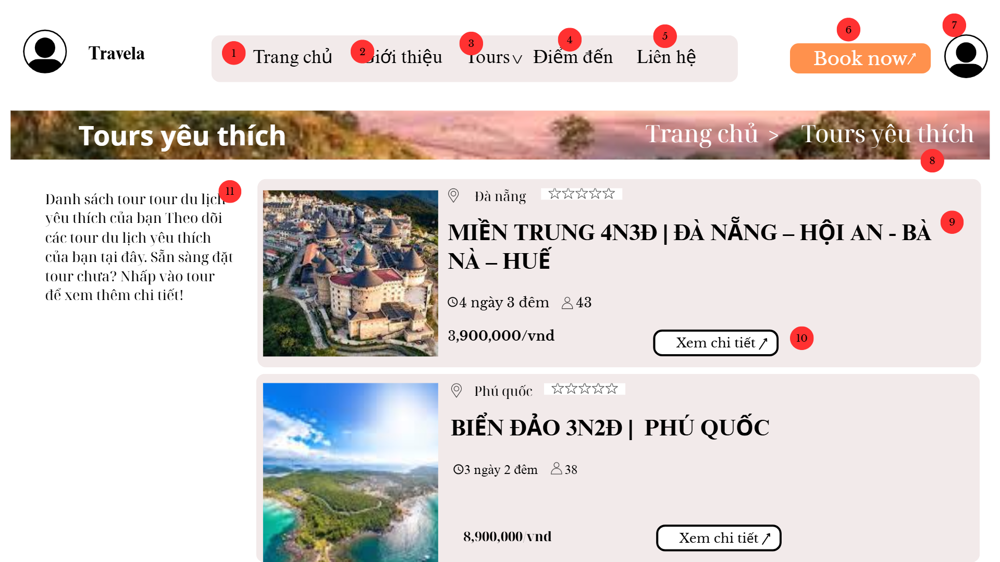 Travela
1 Trang chủ 2 Giới thiệu 3 Tours 4 Điểm đến 5 Liên hệ
6 Book now 7
Tours yêu thích
Trang chủ > Tours yêu thích
8
11
Danh sách tour tour du lịch
yêu thích của bạn Theo dõi
các tour du lịch yêu thích
của bạn tại đây. Sẵn sàng đặt
tour chưa? Nhấp vào tour
để xem thêm chi tiết!
Đà nẵng
MIỀN TRUNG 4N3Đ | ĐÀ NẴNG – HỘI AN - BÀ
NÀ – HUẾ
9
4 ngày 3 đêm 43
3,900,000/vnd
Xem chi tiết
10
Phú quốc
BIỂN ĐẢO 3N2Đ | PHÚ QUỐC
3 ngày 2 đêm 38
8,900,000/vnd
Xem chi tiết